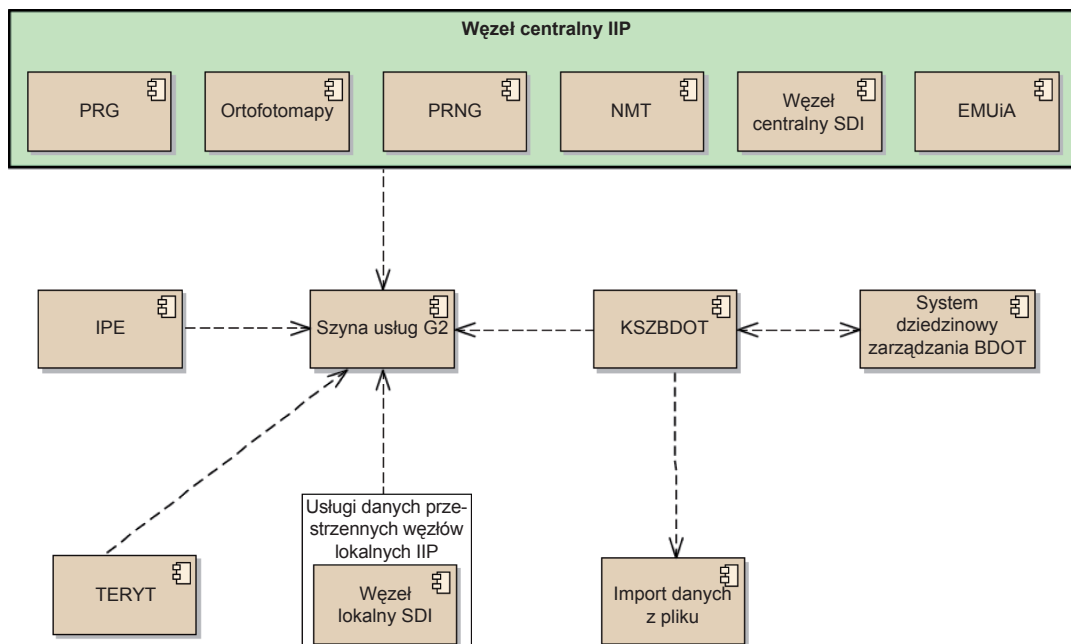 Węzeł centralny IIP
PRG
Ortofotomapy
PRNG
NMT
Węzeł
centralny SDI
EMUiA
IPE
Szyna usług G2
KSZBDOT
System
dziedzinowy
zarządzania BDOT
Usługi danych prze-
strzennych węzłów
lokalnych IIP
TERYT
Węzeł
lokalny SDI
Import danych
z pliku